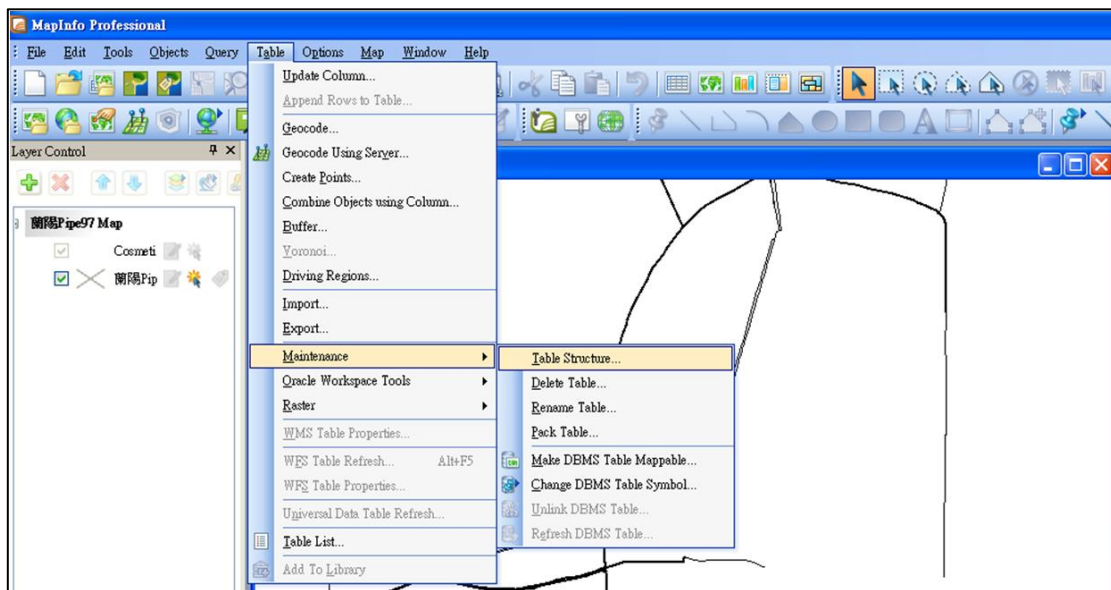 MapInfo Professional
File Edit Tools Objects Query Table Options Map Window Help
Update Column...
Append Rows to Table...
Geocode...
Geocode Using Server...
Create Points...
Combine Objects using Column...
Buffer...
Voronoi...
Driving Regions...
Import...
Export...
Maintenance
Oracle Workspace Tools
Raster
WMS Table Properties...
WFS Table Refresh... Alt+F5
WFS Table Properties...
Universal Data Table Refresh...
Table List...
Add To Library
Table Structure...
Delete Table...
Rename Table...
Pack Table...
Make DBMS Table Mappable...
Change DBMS Table Symbol...
Unlink DBMS Table...
Refresh DBMS Table...
Layer Control
蘭陽Pipe97 Map
Cosmeti
蘭陽Pip